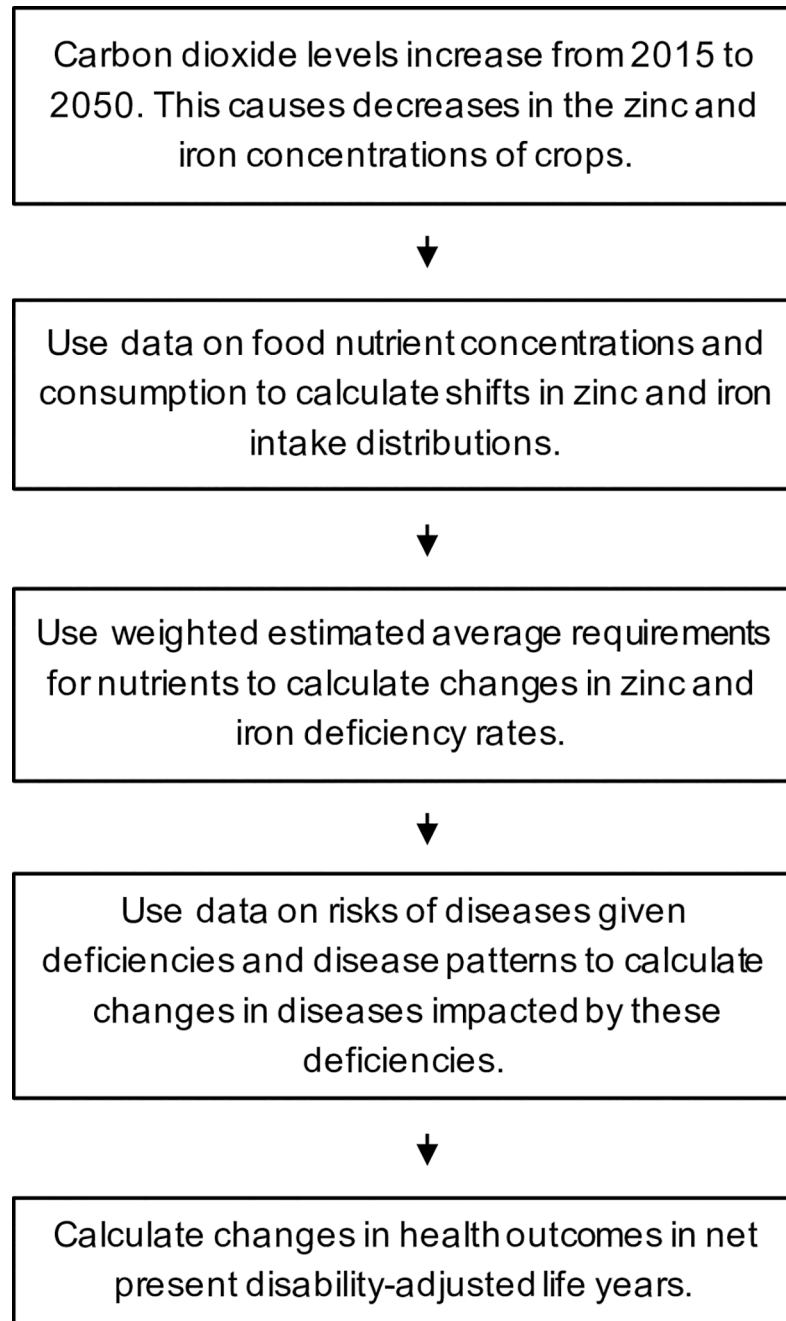 Carbon dioxide levels increase from 2015 to
2050. This causes decreases in the zinc and
iron concentrations of crops.
Use data on food nutrient concentrations and
consumption to calculate shifts in zinc and iron
intake distributions.
Use weighted estimated average requirements
for nutrients to calculate changes in zinc and
iron deficiency rates.
Use data on risks of diseases given
deficiencies and disease patterns to calculate
changes in diseases impacted by these
deficiencies.
Calculate changes in health outcomes in net
present disability-adjusted life years.